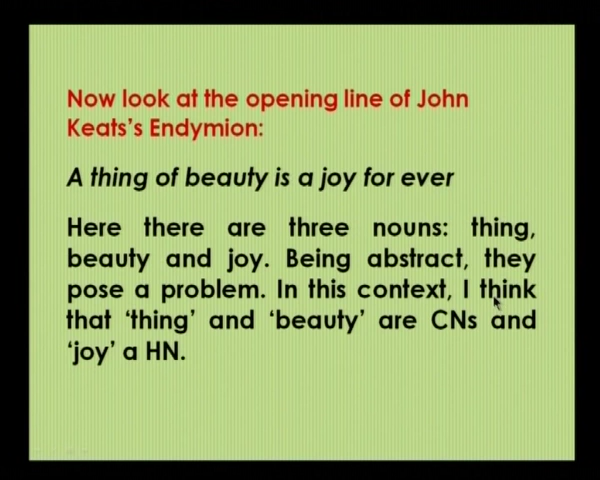 Now look at the opening line of John
Keats's Endymion:
A thing of beauty is a joy for ever
Here there are three nouns: thing,
beauty and joy. Being abstract, they
pose a problem. In this context, I think
that 'thing' and 'beauty' are CNs and
'joy' a HN.